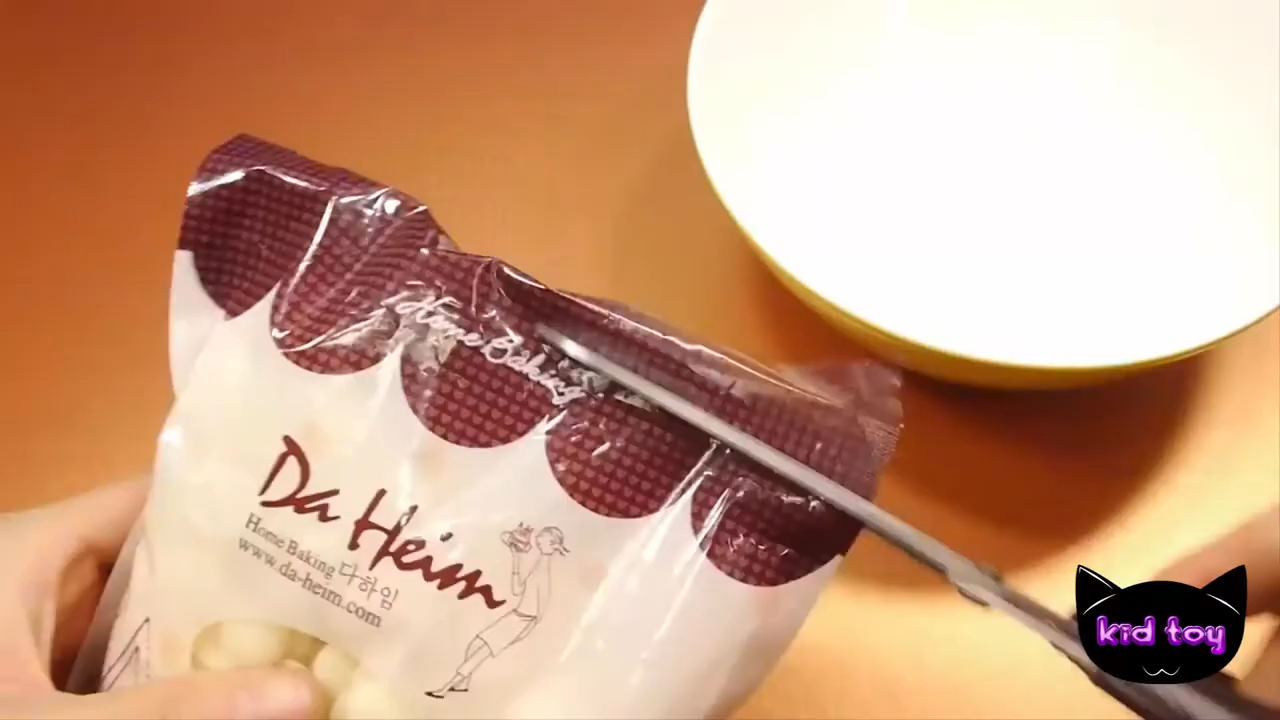 Home Baking
Da Heim
Home Baking 다하임
www.da-heim.com
kid toy